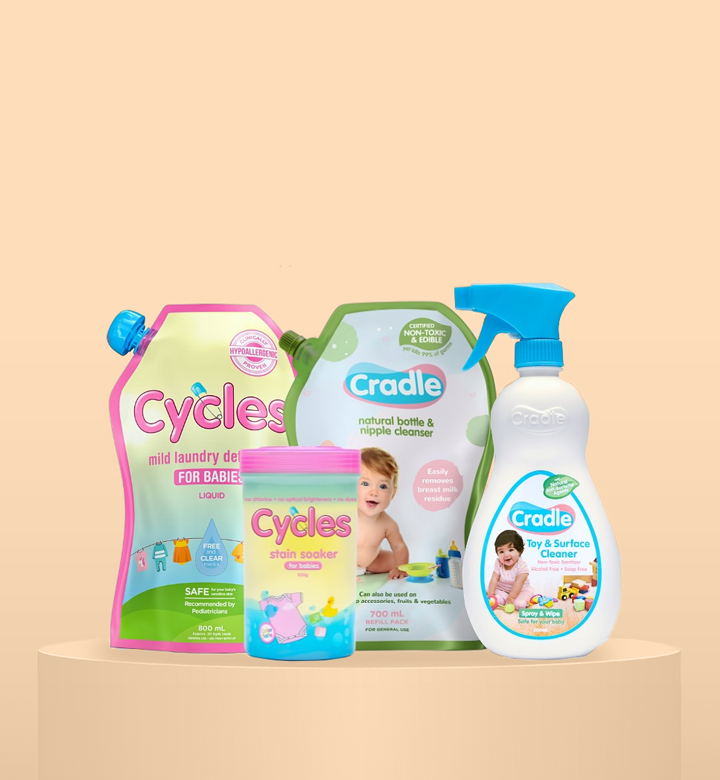 CLINICALLY
HYPOALLERGENIC
PROVEN
Cycles
mild laundry det
FOR BABIES
LIQUID
FREE
and
CLEAR
SAFE for your baby's
sensitive skin
Recommended by
Pediatricians
800 mL
no chlorine • no optical brighteners • no dyes
Cycles
stain soaker
for babies
CERTIFIED
NON-TOXIC
& EDIBLE
Cradle
natural bottle &
nipple cleanser
Easily
removes
breast milk
residue
Can also be used on
accessories, fruits & vegetables
700 mL
REFILL PACK
FOR GENERAL USE
Cradle
Natural
Cradle
Toy & Surface
Cleaner
Non-Toxic Sanitizer
Alcohol Free • Soap Free
Spray & Wipe
Safe for your baby